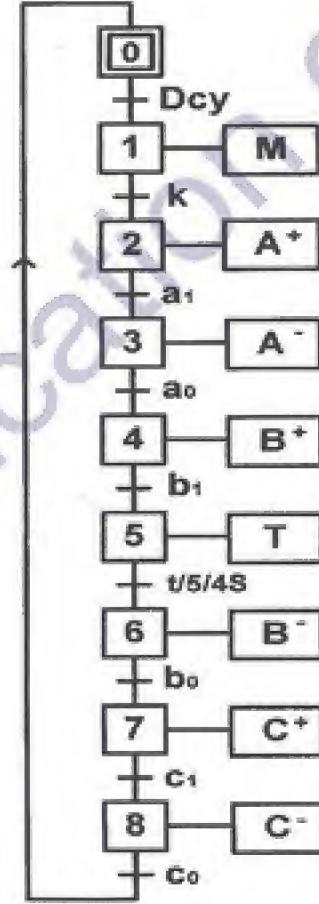 0
Dcy
1 M
k
2 A⁺
a₁
3 A⁻
a₀
4 B⁺
b₁
5 T
t/5/4S
6 B⁻
b₀
7 C⁺
c₁
8 C⁻
c₀